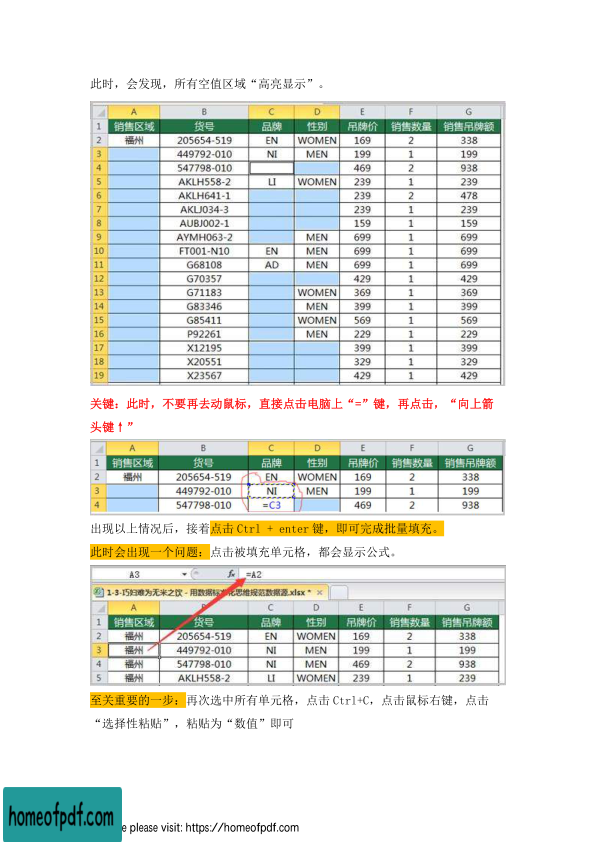 此时，会发现，所有空值区域“高亮显示”。
A B C D E F G
1 销售区域 货号 品牌 性别 吊牌价 销售数量 销售吊牌额
2 福州 205654-519 EN WOMEN 169 2 338
3 449792-010 NI MEN 199 1 199
4 547798-010 469 2 938
5 AKLH558-2 LI WOMEN 239 1 239
6 AKLH641-1 239 2 478
7 AKLJ034-3 239 1 239
8 AUBJ002-1 159 1 159
9 AYMH063-2 MEN 699 1 699
10 FT001-N10 EN MEN 699 1 699
11 G68108 AD MEN 699 1 699
12 G70357 429 1 429
13 G71183 WOMEN 369 1 369
14 G83346 MEN 399 1 399
15 G85411 WOMEN 569 1 569
16 P92261 MEN 229 1 229
17 X12195 399 1 399
18 X20551 329 1 329
19 X23567 429 1 429
关键：此时，不要再去动鼠标，直接点击电脑上“=”键，再点击，“向上箭
头键↑”
A B C D E F G
1 销售区域 货号 品牌 性别 吊牌价 销售数量 销售吊牌额
2 福州 205654-519 EN WOMEN 169 2 338
3 449792-010 NI MEN 199 1 199
4 547798-010 =C3 469 2 938
出现以上情况后，接着点击 Ctrl + enter 键，即可完成批量填充。
此时会出现一个问题：点击被填充单元格，都会显示公式。
A3 fx =A2
1-3-巧妇难为无米之饮 - 用数据标准化思维规范数据源.xlsx *
A B C D E F G
1 销售区域 货号 品牌 性别 吊牌价 销售数量 销售吊牌额
2 福州 205654-519 EN WOMEN 169 2 338
3 福州 449792-010 NI MEN 199 1 199
4 福州 547798-010 NI MEN 469 2 938
5 福州 AKLH558-2 LI WOMEN 239 1 239
至关重要的一步：再次选中所有单元格，点击 Ctrl+C，点击鼠标右键，点击
“选择性粘贴”，粘贴为“数值”即可
homeofpdf.com
e please visit: https://homeofpdf.com